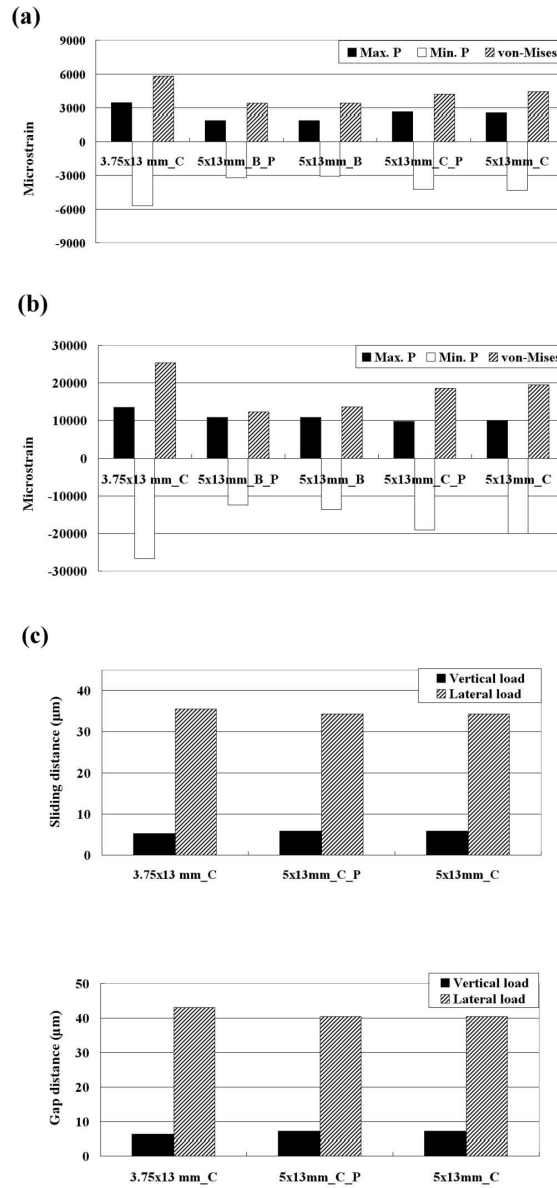 (a)
9000
Max. P Min. P von-Mises
6000
3000
0
3.75x13 mm_C 5x13mm_B_P 5x13mm_B 5x13mm_C_P 5x13mm_C
-3000
-6000
-9000
Microstrain
(b)
30000
Max. P Min. P von-Mises
20000
10000
0
3.75x13 mm_C 5x13mm_B_P 5x13mm_B 5x13mm_C_P 5x13mm_C
-10000
-20000
-30000
Microstrain
(c)
Vertical load
Lateral load
40
30
20
10
0
Sliding distance (μm)
3.75x13 mm_C 5x13mm_C_P 5x13mm_C
50
Vertical load
Lateral load
40
30
20
10
0
Gap distance (μm)
3.75x13 mm_C 5x13mm_C_P 5x13mm_C